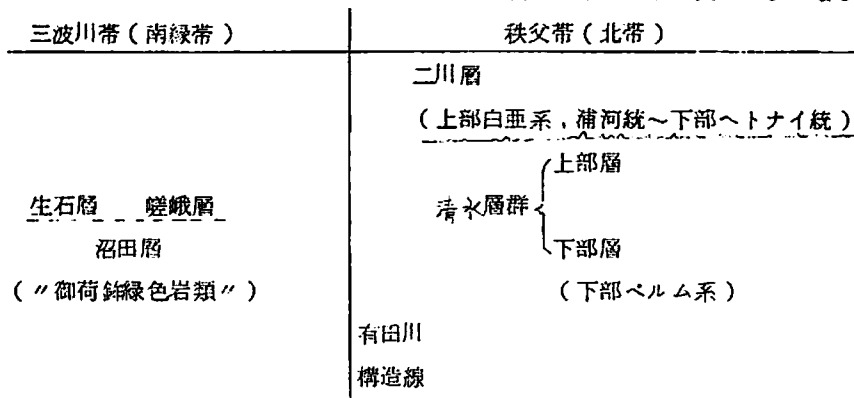 三波川帯(南縁帯) 秩父帯(北帯)
二川層
(上部白亜系,浦河統~下部ヘトナイ統)
上部層
生石層 嵯峨層 清水層群
沼田層 下部層
(〃御荷鉾緑色岩類〃) (下部ペルム系)
有田川
構造線